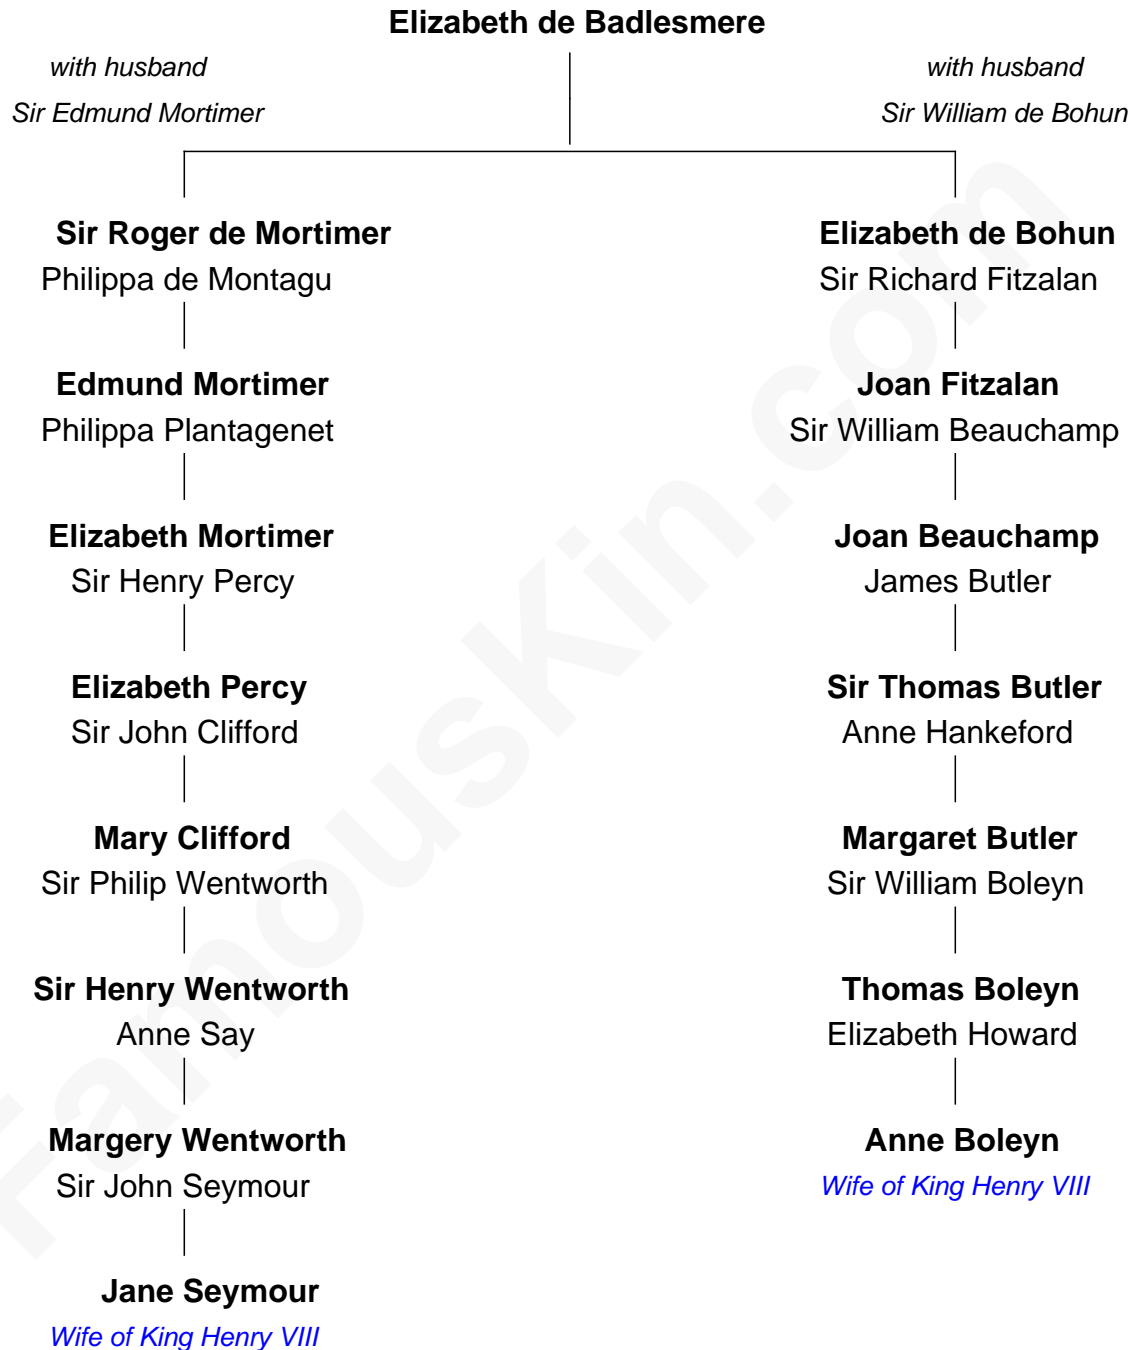 Elizabeth de Badlesmere
with husband
Sir Edmund Mortimer
with husband
Sir William de Bohun
Sir Roger de Mortimer
Philippa de Montagu
Elizabeth de Bohun
Sir Richard Fitzalan
Edmund Mortimer
Philippa Plantagenet
Joan Fitzalan
Sir William Beauchamp
Elizabeth Mortimer
Sir Henry Percy
Joan Beauchamp
James Butler
Elizabeth Percy
Sir John Clifford
Sir Thomas Butler
Anne Hankeford
Mary Clifford
Sir Philip Wentworth
Margaret Butler
Sir William Boleyn
Sir Henry Wentworth
Anne Say
Thomas Boleyn
Elizabeth Howard
Margery Wentworth
Sir John Seymour
Anne Boleyn
Wife of King Henry VIII
Jane Seymour
Wife of King Henry VIII
FamousKin.com